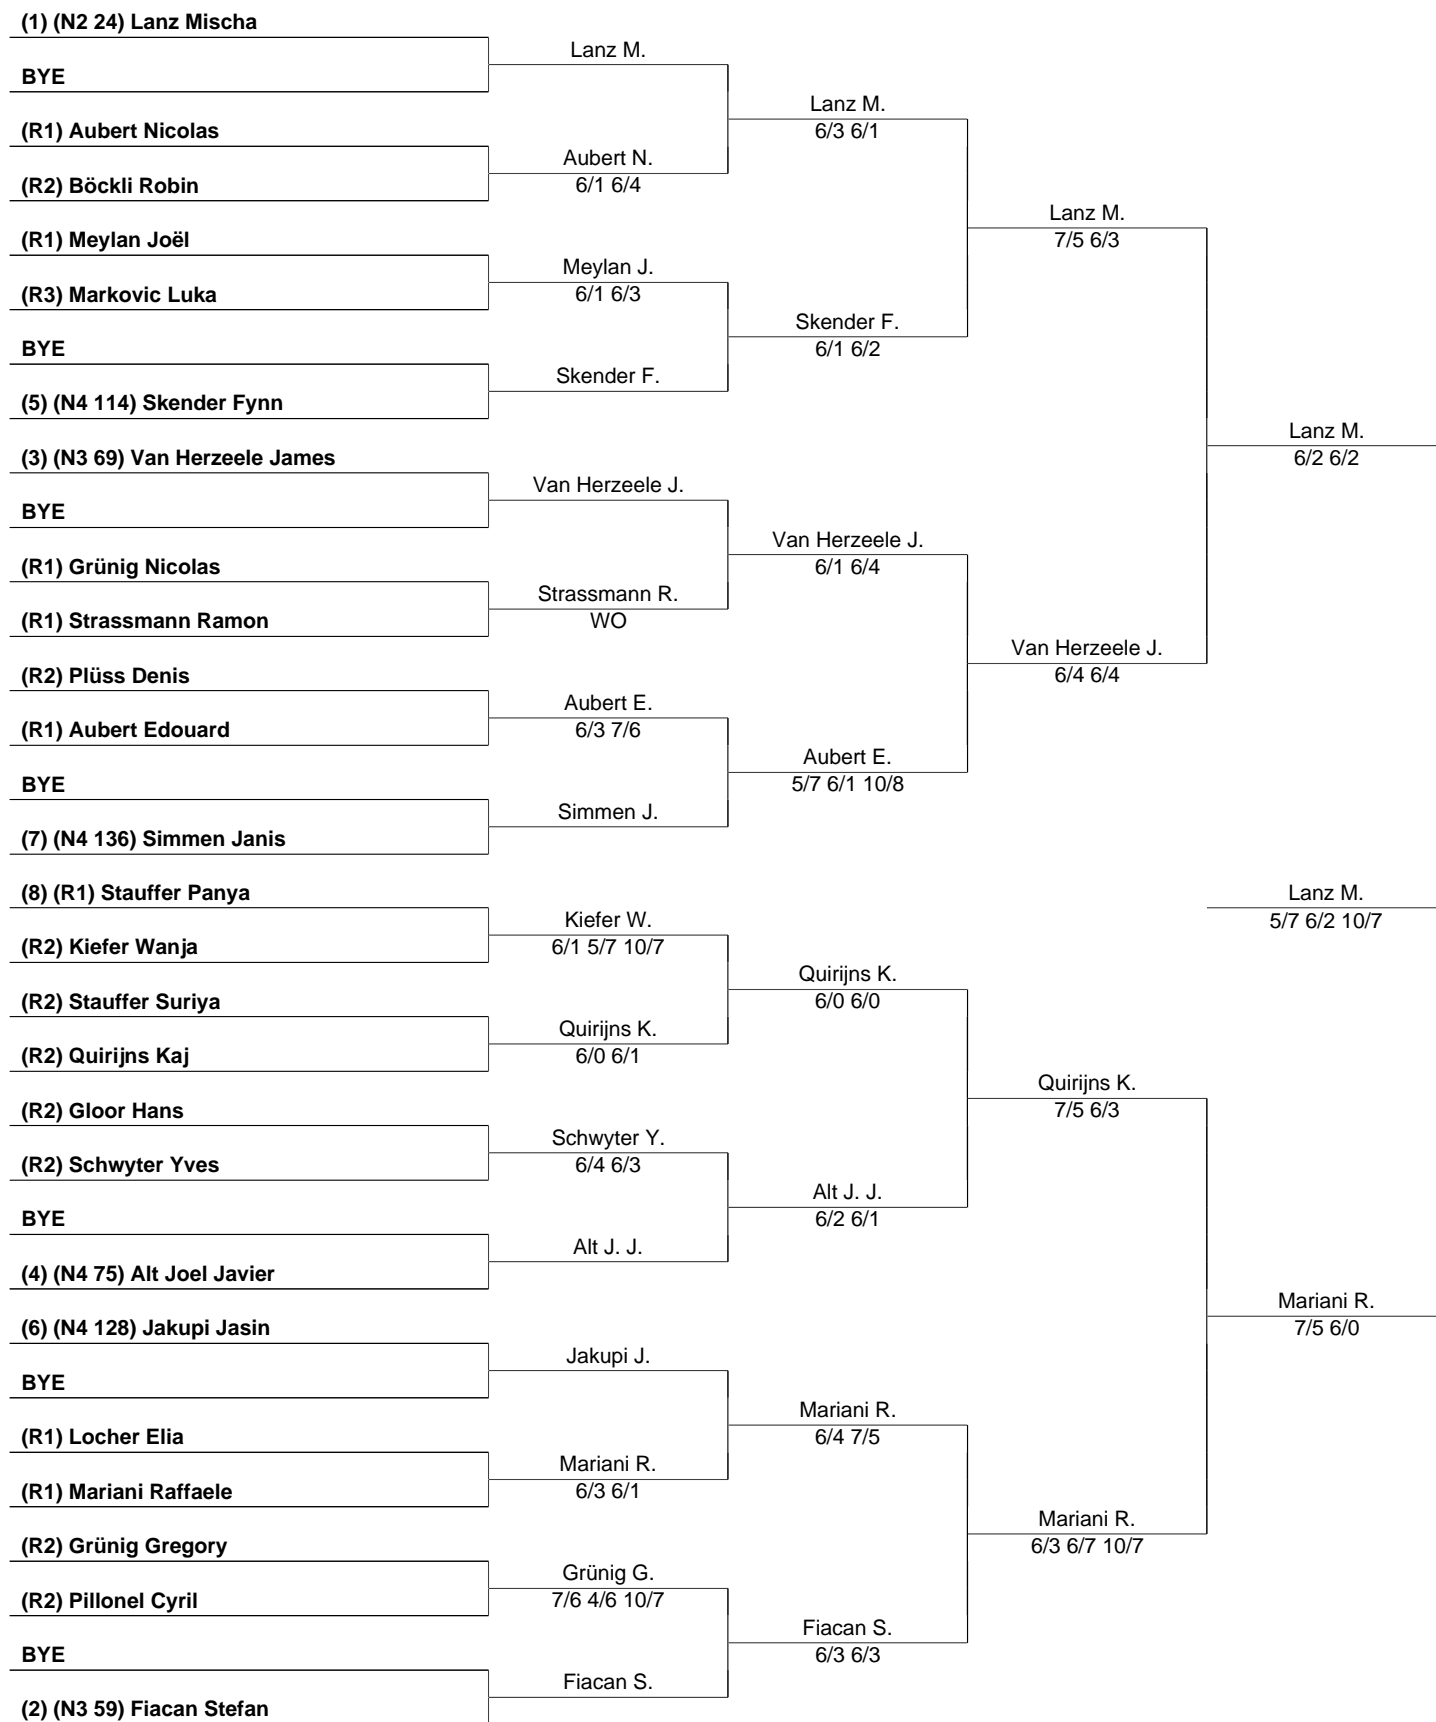 (1) (N2 24) Lanz Mischa
Lanz M.
BYE
Lanz M.
6/3 6/1
(R1) Aubert Nicolas
Aubert N.
6/1 6/4
(R2) Böckli Robin
Lanz M.
7/5 6/3
(R1) Meylan Joël
Meylan J.
6/1 6/3
(R3) Markovic Luka
Skender F.
6/1 6/2
BYE
Skender F.
(5) (N4 114) Skender Fynn
Lanz M.
6/2 6/2
(3) (N3 69) Van Herzeele James
Van Herzeele J.
BYE
Van Herzeele J.
6/1 6/4
(R1) Grünig Nicolas
Strassmann R.
WO
(R1) Strassmann Ramon
Van Herzeele J.
6/4 6/4
(R2) Plüss Denis
Aubert E.
6/3 7/6
(R1) Aubert Edouard
Aubert E.
5/7 6/1 10/8
BYE
Simmen J.
(7) (N4 136) Simmen Janis
(8) (R1) Stauffer Panya
Lanz M.
5/7 6/2 10/7
Kiefer W.
6/1 5/7 10/7
(R2) Kiefer Wanja
Quirijns K.
6/0 6/0
(R2) Stauffer Suriya
Quirijns K.
6/0 6/1
(R2) Quirijns Kaj
Quirijns K.
7/5 6/3
(R2) Gloor Hans
Schwyter Y.
6/4 6/3
(R2) Schwyter Yves
Alt J. J.
6/2 6/1
BYE
Alt J. J.
(4) (N4 75) Alt Joel Javier
Mariani R.
7/5 6/0
(6) (N4 128) Jakupi Jasin
Jakupi J.
BYE
Mariani R.
6/4 7/5
(R1) Locher Elia
Mariani R.
6/3 6/1
(R1) Mariani Raffaele
Mariani R.
6/3 6/7 10/7
(R2) Grünig Gregory
Grünig G.
7/6 4/6 10/7
(R2) Pillonel Cyril
Fiacan S.
6/3 6/3
BYE
Fiacan S.
(2) (N3 59) Fiacan Stefan